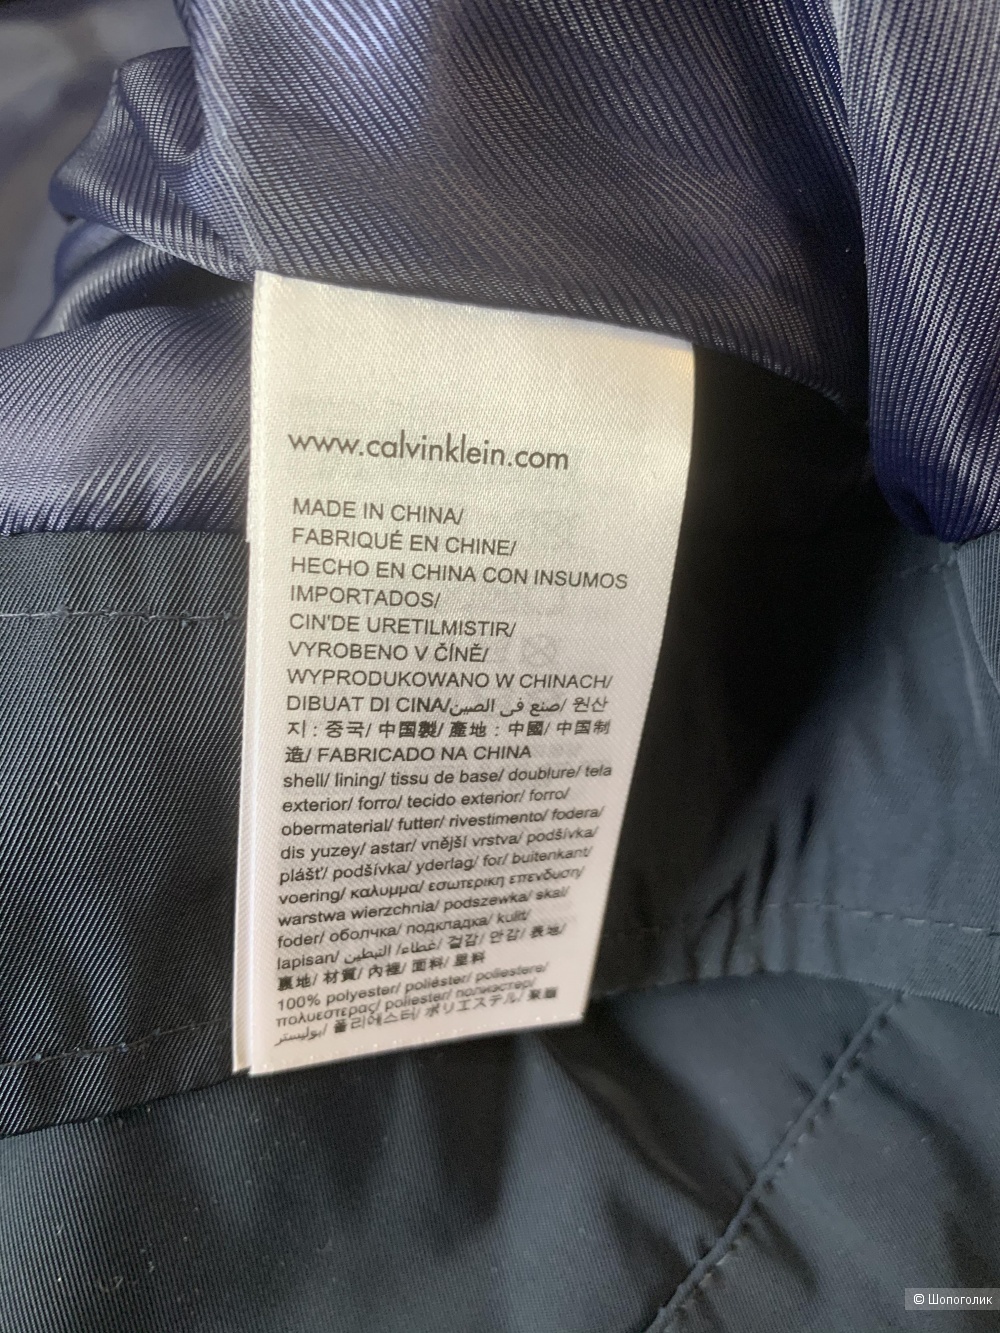 www.calvinklein.com
MADE IN CHINA/
FABRIQUÉ EN CHINE/
HECHO EN CHINA CON INSUMOS
IMPORTADOS/
CIN'DE URETILMISTIR/
VYROBENO V ČÍNĚ/
WYPRODUKOWANO W CHINACH/
DIBUAT DI CINA/صنع في الصين/ 원산
지 : 중국/ 中国製/ 產地 : 中國/ 中国制
造/ FABRICADO NA CHINA
shell/ lining/ tissu de base/ doublure/ tela
exterior/ forro/ tecido exterior/ forro/
obermaterial/ futter/ rivestimento/ fodera/
dis yuzey/ astar/ vnější vrstva/ podšívka/
plášť/ podšívka/ yderlag/ for/ buitenkant/
voering/ καλυμμα/ εσωτερικη επενδυση/
warstwa wierzchnia/ podszewka/ skal/
foder/ оболчка/ подкладка/ kulit/
lapisan/ غطاء/ التبطين/ 겉감/ 안감/ 表地/
裏地/ 材質/ 內裡/ 面料/ 里料
100% polyester/ poliéster/ poliestere/
πολυεστερας/ poliester/ полиэстер/
بوليستر/ 폴리에스터/ ポリエステル/ 聚酯
© Шопоголик